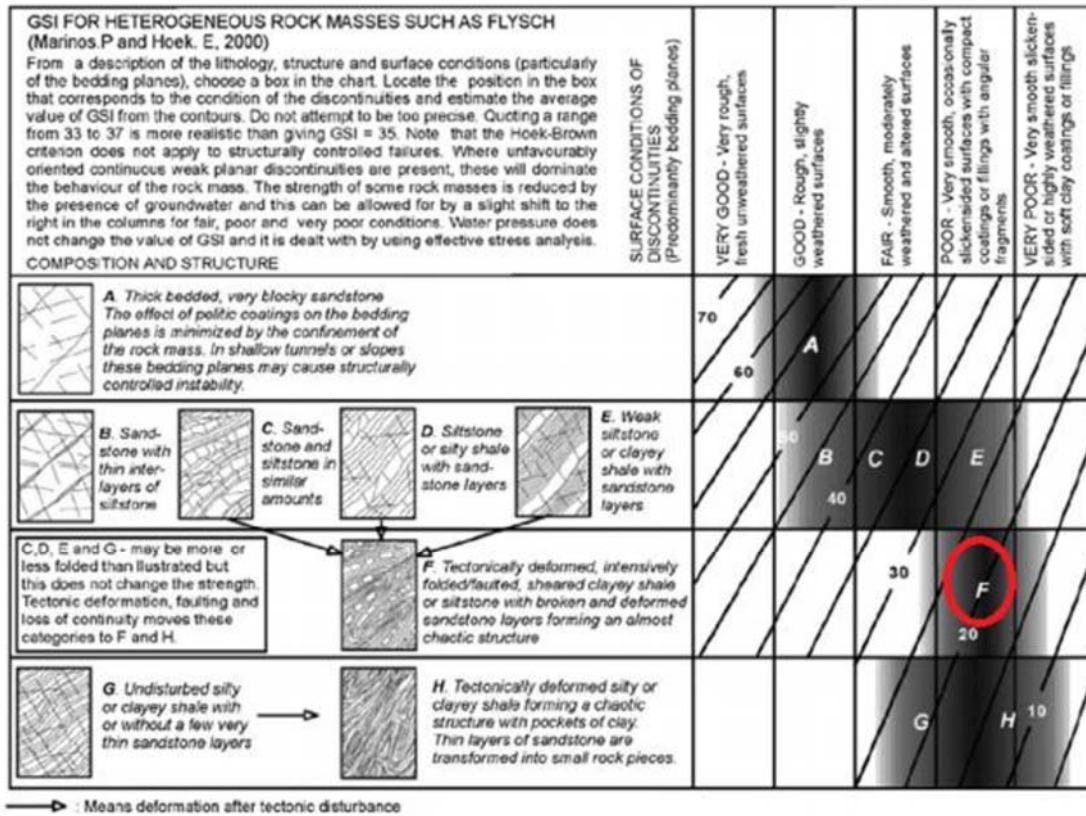 GSI FOR HETEROGENEOUS ROCK MASSES SUCH AS FLYSCH
(Marinos.P and Hoek. E, 2000)
From a description of the lithology, structure and surface conditions (particularly
of the bedding planes), choose a box in the chart. Locate the position in the box
that corresponds to the condition of the discontinuities and estimate the average
value of GSI from the contours. Do not attempt to be too precise. Quoting a range
from 33 to 37 is more realistic than giving GSI = 35. Note that the Hoek-Brown
criterion does not apply to structurally controlled failures. Where unfavourably
oriented continuous weak planar discontinuities are present, these will dominate
the behaviour of the rock mass. The strength of some rock masses is reduced by
the presence of groundwater and this can be allowed for by a slight shift to the
right in the columns for fair, poor and very poor conditions. Water pressure does
not change the value of GSI and it is dealt with by using effective stress analysis.
COMPOSITION AND STRUCTURE
SURFACE CONDITIONS OF
DISCONTINUITIES
(Predominantly bedding planes)
VERY GOOD - Very rough,
fresh unweathered surfaces
GOOD - Rough, slightly
weathered surfaces
FAIR - Smooth, moderately
weathered and altered surfaces
POOR - Very smooth, occasionally
slickensided surfaces with compact
coatings or fillings with angular
fragments
VERY POOR - Very smooth slicken-
sided or highly weathered surfaces
with soft clay coatings or fillings
A. Thick bedded, very blocky sandstone
The effect of pelitic coatings on the bedding
planes is minimized by the confinement of
the rock mass. In shallow tunnels or slopes
these bedding planes may cause structurally
controlled instability.
70
60
A
B. Sand-
stone with
thin inter-
layers of
siltstone
C. Sand-
stone and
siltstone in
similar
amounts
D. Siltstone
or silty shale
with sand-
stone layers
E. Weak
siltstone
or clayey
shale with
sandstone
layers
50
B
C
D
E
40
C,D, E and G - may be more or
less folded than illustrated but
this does not change the strength.
Tectonic deformation, faulting and
loss of continuity moves these
categories to F and H.
F. Tectonically deformed, intensively
folded/faulted, sheared clayey shale
or siltstone with broken and deformed
sandstone layers forming an almost
chaotic structure
30
F
20
G. Undisturbed silty
or clayey shale with
or without a few very
thin sandstone layers
H. Tectonically deformed silty or
clayey shale forming a chaotic
structure with pockets of clay.
Thin layers of sandstone are
transformed into small rock pieces.
G
H
10
: Means deformation after tectonic disturbance